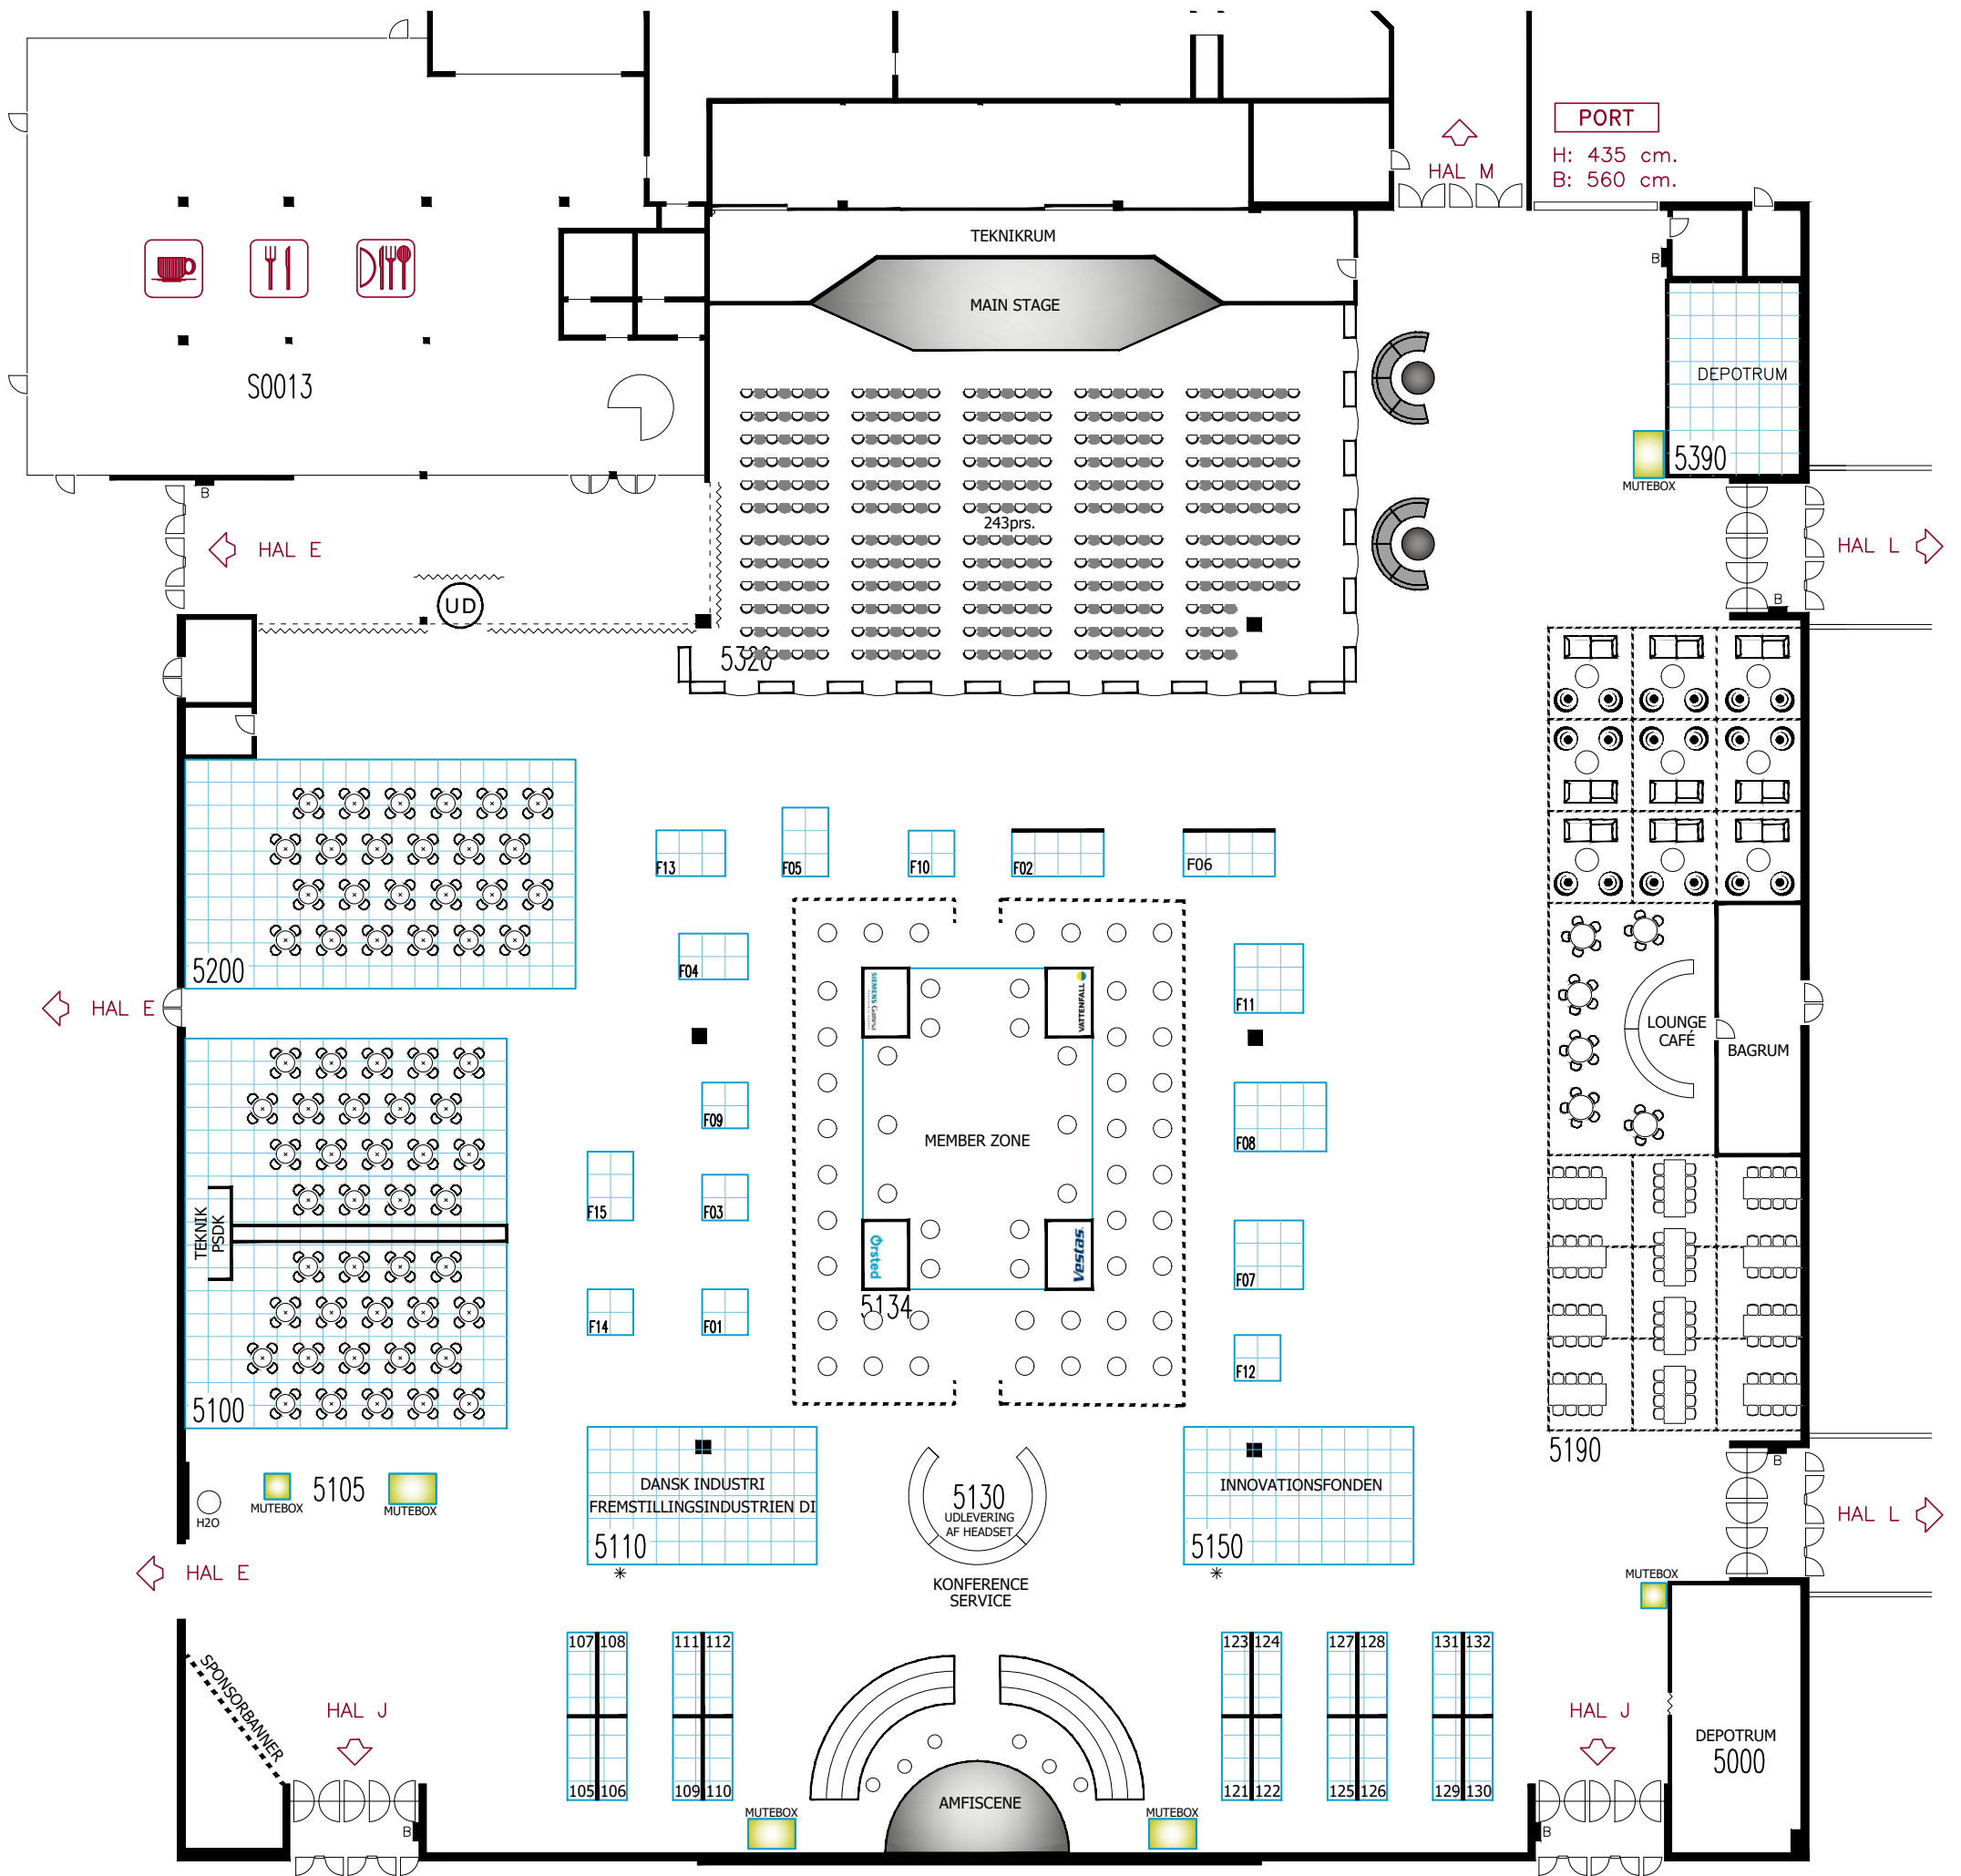 PORT
H: 435 cm.
B: 560 cm.
HAL M
TEKNIKRUM
B
MAIN STAGE
DEPOTRUM
S0013
5390
MUTEBOX
B
243prs.
HAL E
HAL L
UD
B
5320
F13
F05
F10
F02
F06
5200
F04
SIEMENS Gamesa
VATTENFALL
F11
HAL E
LOUNGE
CAFÉ
BAGRUM
F09
F08
MEMBER ZONE
F15
F03
TEKNIK
PSDK
Orsted
Vestas
F07
5134
F14
F01
F12
5100
5190
B
DANSK INDUSTRI
FREMSTILLINGSINDUSTRIEN DI
INNOVATIONSFONDEN
5105
MUTEBOX
MUTEBOX
H2O
5130
UDLEVERING
AF HEADSET
HAL L
5110
5150
*
*
HAL E
KONFERENCE
SERVICE
MUTEBOX
107 108
111 112
123 124
127 128
131 132
SPONSORBANNER
HAL J
HAL J
DEPOTRUM
5000
105 106
109 110
121 122
125 126
129 130
AMFISCENE
MUTEBOX
MUTEBOX
B
B